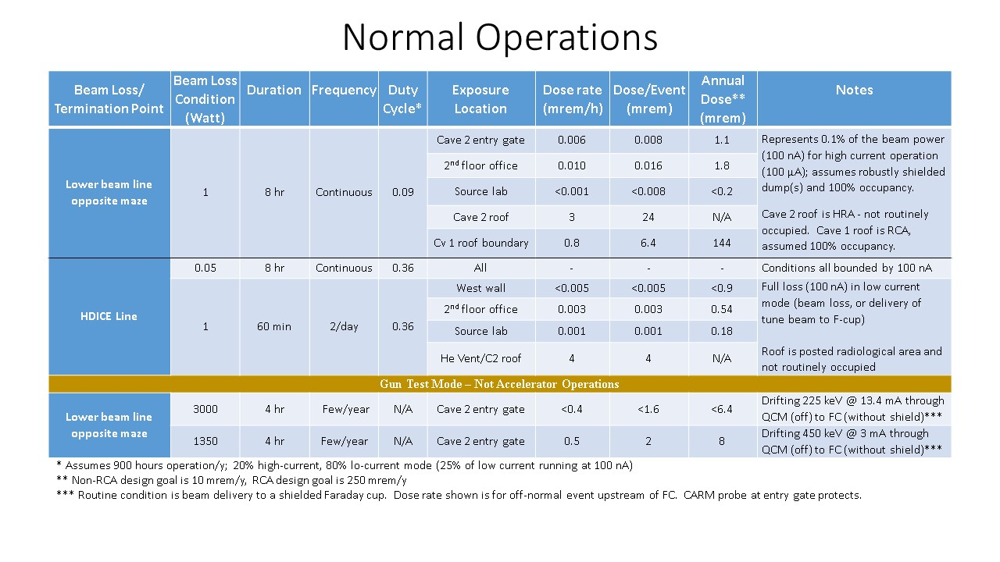 Normal Operations
Beam Loss/
Termination Point
Beam Loss
Condition
(Watt)
Duration
Frequency
Duty
Cycle*
Exposure
Location
Dose rate
(mrem/h)
Dose/Event
(mrem)
Annual
Dose**
(mrem)
Notes
Lower beam line
opposite maze
1
8 hr
Continuous
0.09
Cave 2 entry gate
0.006
0.008
1.1
2nd floor office
0.010
0.016
1.8
Source lab
<0.001
<0.008
<0.2
Cave 2 roof
3
24
N/A
Cv 1 roof boundary
0.8
6.4
144
Represents 0.1% of the beam power
(100 nA) for high current operation
(100 µA); assumes robustly shielded
dump(s) and 100% occupancy.
Cave 2 roof is HRA - not routinely
occupied.  Cave 1 roof is RCA,
assumed 100% occupancy.
HDICE Line
0.05
8 hr
Continuous
0.36
All
-
-
-
Conditions all bounded by 100 nA
1
60 min
2/day
0.36
West wall
<0.005
<0.005
<0.9
2nd floor office
0.003
0.003
0.54
Source lab
0.001
0.001
0.18
He Vent/C2 roof
4
4
N/A
Full loss (100 nA) in low current
mode (beam loss, or delivery of
tune beam to F-cup)
Roof is posted radiological area and
not routinely occupied
Gun Test Mode – Not Accelerator Operations
Lower beam line
opposite maze
3000
4 hr
Few/year
N/A
Cave 2 entry gate
<0.4
<1.6
<6.4
Drifting 225 keV @ 13.4 mA through
QCM (off) to FC (without shield)***
1350
4 hr
Few/year
N/A
Cave 2 entry gate
0.5
2
8
Drifting 450 keV @ 3 mA through
QCM (off) to FC (without shield)***
* Assumes 900 hours operation/y;  20% high-current, 80% lo-current mode (25% of low current running at 100 nA)
** Non-RCA design goal is 10 mrem/y,  RCA design goal is 250 mrem/y
*** Routine condition is beam delivery to a shielded Faraday cup.  Dose rate shown is for off-normal event upstream of FC.  CARM probe at entry gate protects.